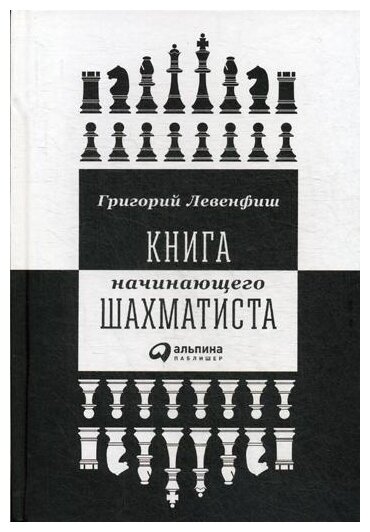 Григорий Левенфиш
КНИГА
начинающего
ШАХМАТИСТА
альпина
ПАБЛИШЕР